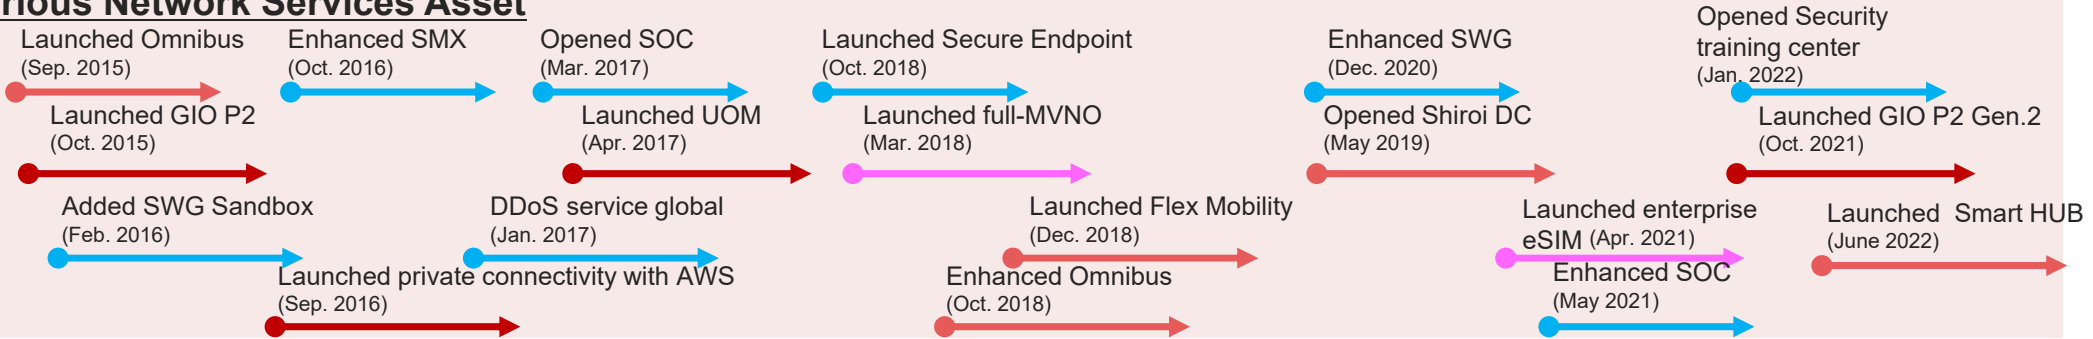 Network Services Asset
Launched Omnibus
(Sep. 2015)
Enhanced SMX
(Oct. 2016)
Opened SOC
(Mar. 2017)
Launched Secure Endpoint
(Oct. 2018)
Enhanced SWG
(Dec. 2020)
Opened Security
training center
(Jan. 2022)
Launched GIO P2
(Oct. 2015)
Launched UOM
(Apr. 2017)
Launched full-MVNO
(Mar. 2018)
Opened Shiroi DC
(May 2019)
Launched GIO P2 Gen.2
(Oct. 2021)
Added SWG Sandbox
(Feb. 2016)
DDoS service global
(Jan. 2017)
Launched Flex Mobility
(Dec. 2018)
Launched enterprise
eSIM (Apr. 2021)
Launched Smart HUB
(June 2022)
Launched private connectivity with AWS
(Sep. 2016)
Enhanced Omnibus
(Oct. 2018)
Enhanced SOC
(May 2021)